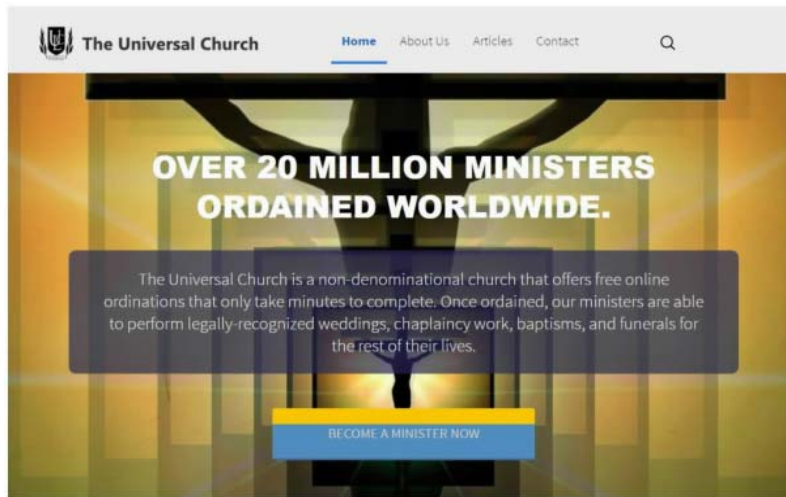 The Universal Church
Home About Us Articles Contact
OVER 20 MILLION MINISTERS
ORDAINED WORLDWIDE.
The Universal Church is a non-denominational church that offers free online
ordinations that only take minutes to complete. Once ordained, our ministers are able
to perform legally-recognized weddings, chaplaincy work, baptisms, and funerals for
the rest of their lives.
BECOME A MINISTER NOW